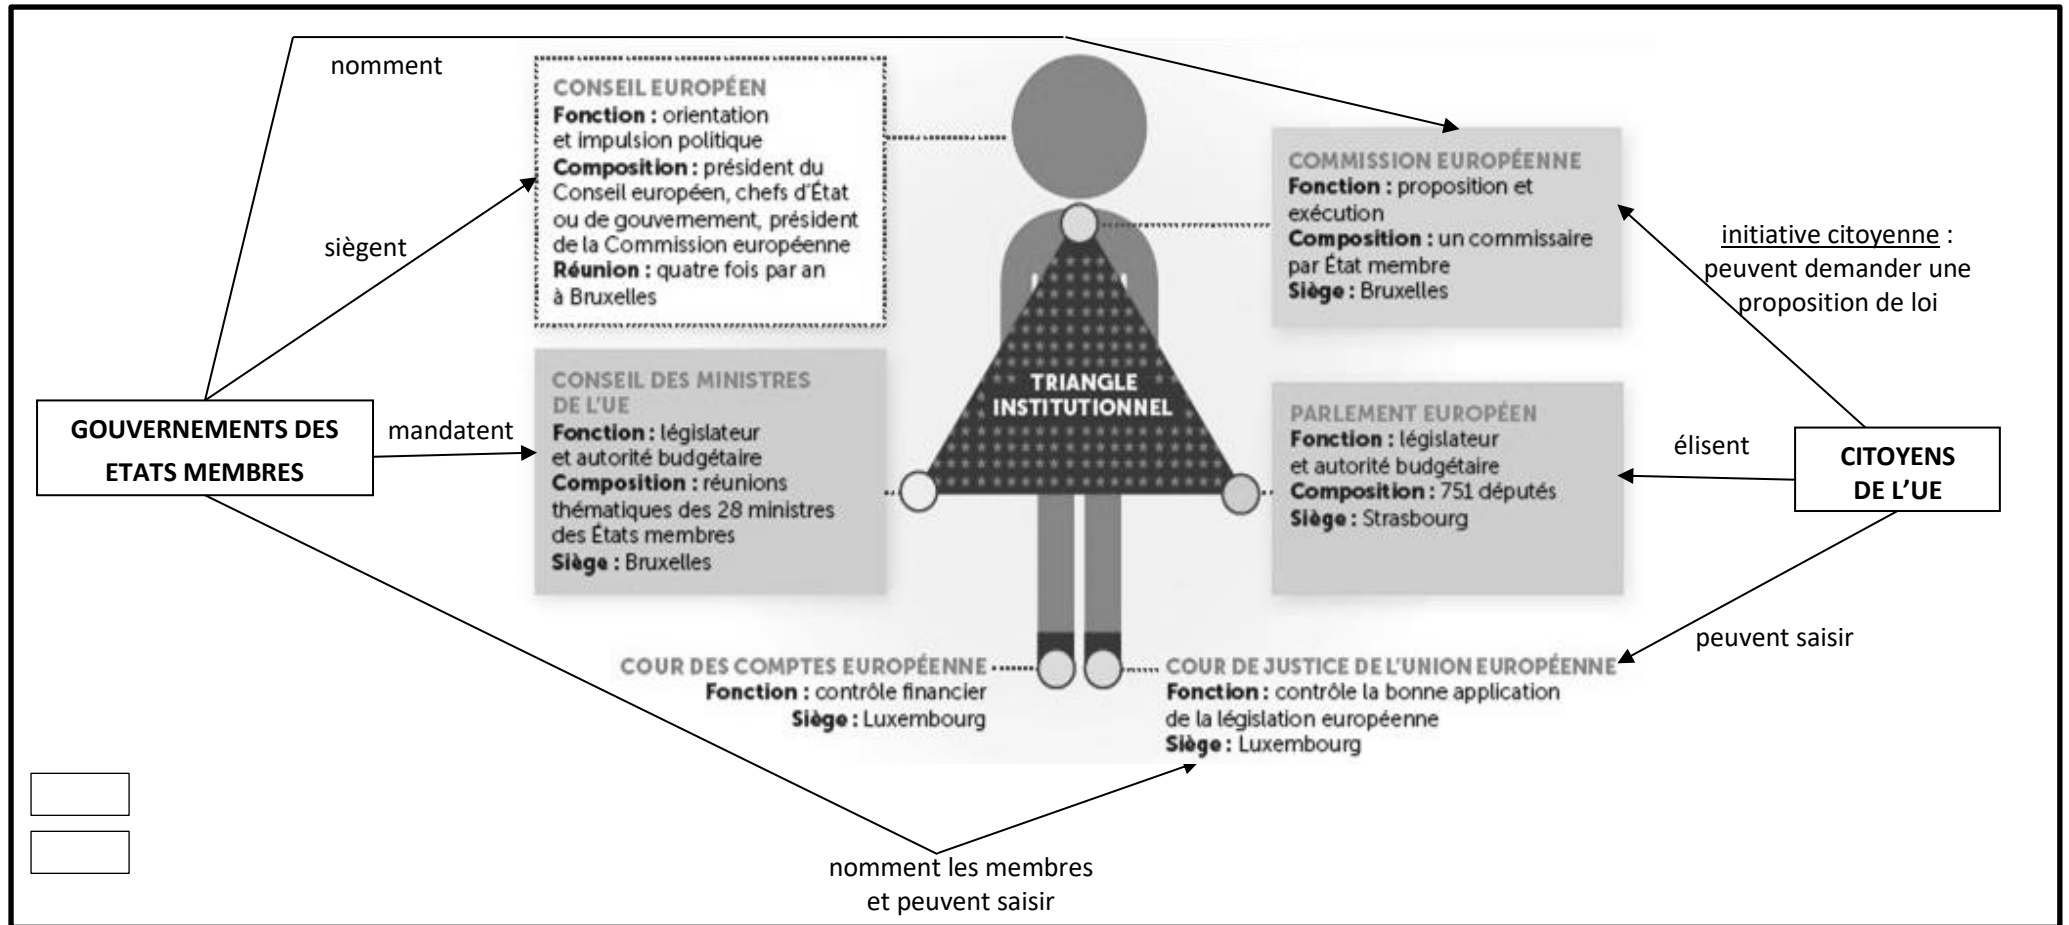 nomment
CONSEIL EUROPÉEN
Fonction : orientation
et impulsion politique
Composition : président du
Conseil européen, chefs d'État
ou de gouvernement, président
de la Commission européenne
Réunion : quatre fois par an
à Bruxelles
COMMISSION EUROPÉENNE
Fonction : proposition et
exécution
Composition : un commissaire
par État membre
Siège : Bruxelles
siègent
initiative citoyenne :
peuvent demander une
proposition de loi
CONSEIL DES MINISTRES
DE L'UE
Fonction : législateur
et autorité budgétaire
Composition : réunions
thématiques des 28 ministres
des États membres
Siège : Bruxelles
TRIANGLE
INSTITUTIONNEL
PARLEMENT EUROPÉEN
Fonction : législateur
et autorité budgétaire
Composition : 751 députés
Siège : Strasbourg
GOUVERNEMENTS DES
ETATS MEMBRES
mandatent
élisent
CITOYENS
DE L’UE
peuvent saisir
COUR DES COMPTES EUROPÉENNE
Fonction : contrôle financier
Siège : Luxembourg
COUR DE JUSTICE DE L'UNION EUROPÉENNE
Fonction : contrôle la bonne application
de la législation européenne
Siège : Luxembourg
nomment les membres
et peuvent saisir